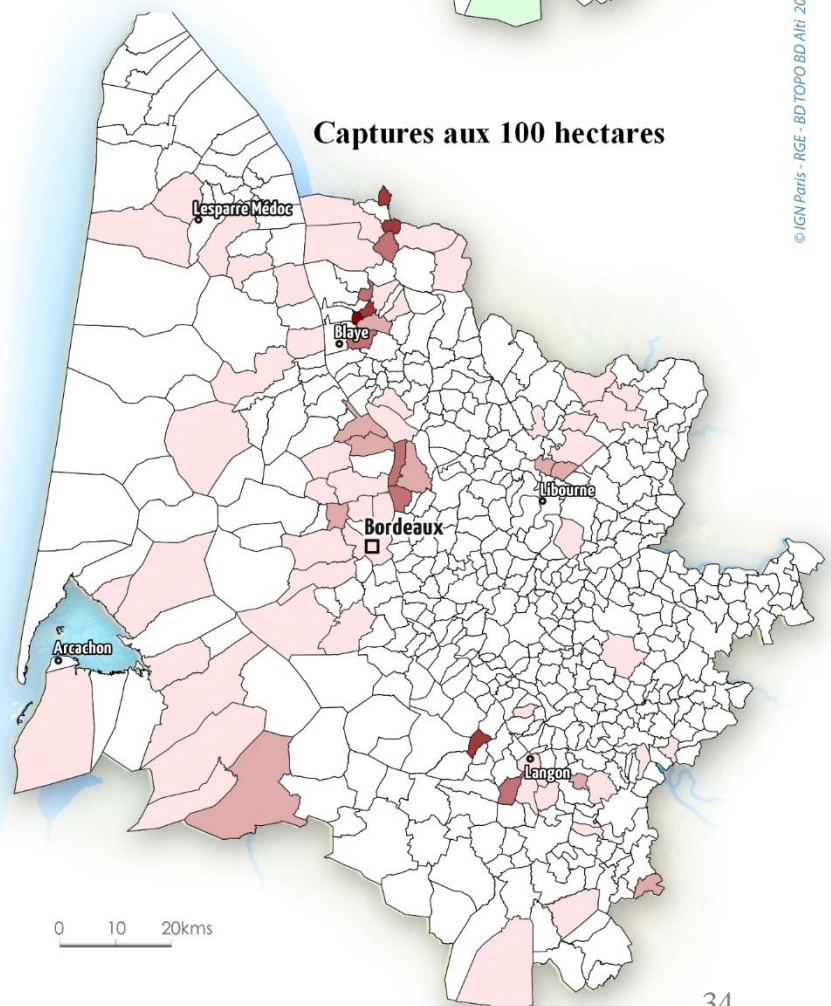 © IGN Paris - RGE - BD TOPO BD Alti
Captures aux 100 hectares
Lesparre Médoc
Blaye
Libourne
Bordeaux
Arcachon
Langon
0 10 20kms
34